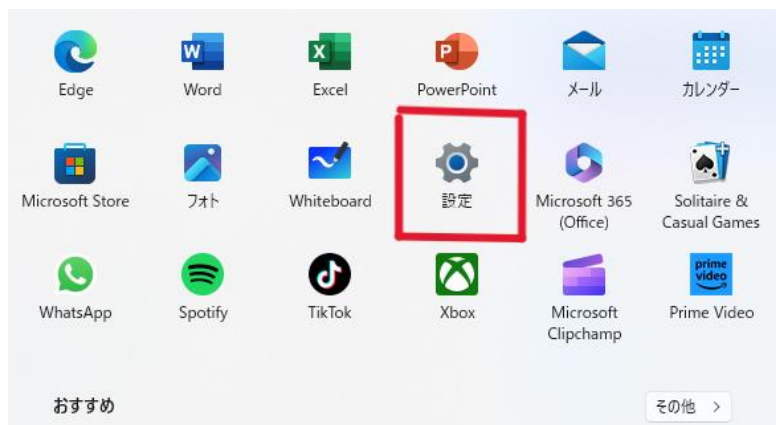 Edge Word Excel PowerPoint メール カレンダー
Microsoft Store フォト Whiteboard 設定 Microsoft 365 (Office) Solitaire & Casual Games
WhatsApp Spotify TikTok Xbox Microsoft Clipchamp prime video Prime Video
おすすめ その他 >